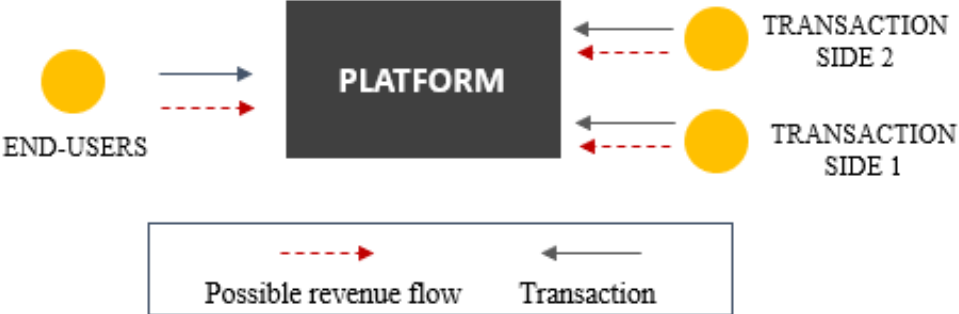 TRANSACTION
SIDE 2
PLATFORM
END-USERS
TRANSACTION
SIDE 1
Possible revenue flow
Transaction